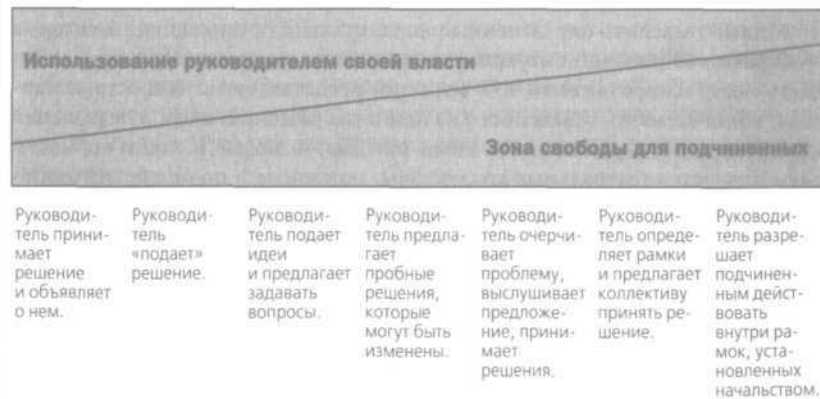 Использование руководителем своей власти
Зона свободы для подчиненных
Руководи-
тель прини-
мает
решение
и объявляет
о нем.
Руководи-
тель
«подает»
решение.
Руководи-
тель подает
идеи
и предлагает
задавать
вопросы.
Руководи-
тель предла-
гает
пробные
решения,
которые
могут быть
изменены.
Руководи-
тель очерчи-
вает
проблему,
выслушивает
предложе-
ние, прини-
мает
решения.
Руководи-
тель опреде-
ляет рамки
и предлагает
коллективу
принять ре-
шение.
Руководи-
тель разре-
шает
подчинен-
ным дейст-
вовать
внутри ра-
мок, уста-
новленных
начальством.